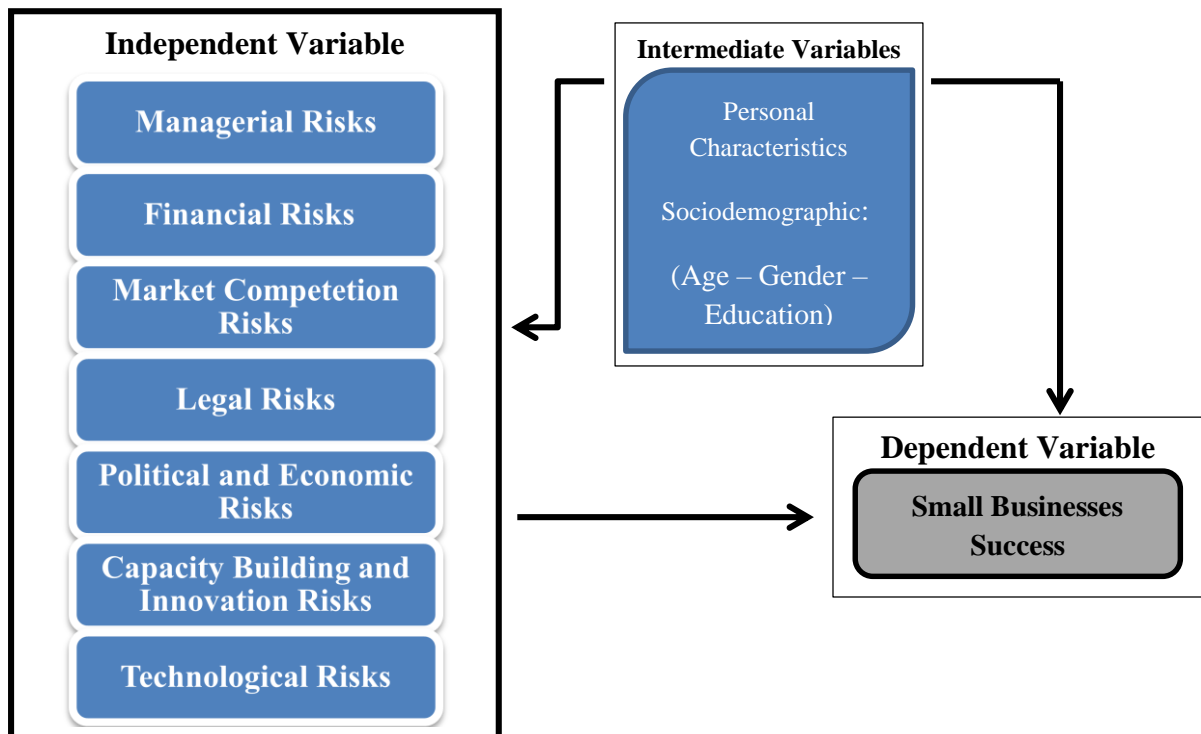 Independent Variable
Managerial Risks
Financial Risks
Market Competetion
Risks
Legal Risks
Political and Economic
Risks
Capacity Building and
Innovation Risks
Technological Risks
Intermediate Variables
Personal
Characteristics
Sociodemographic:
(Age – Gender –
Education)
Dependent Variable
Small Businesses
Success